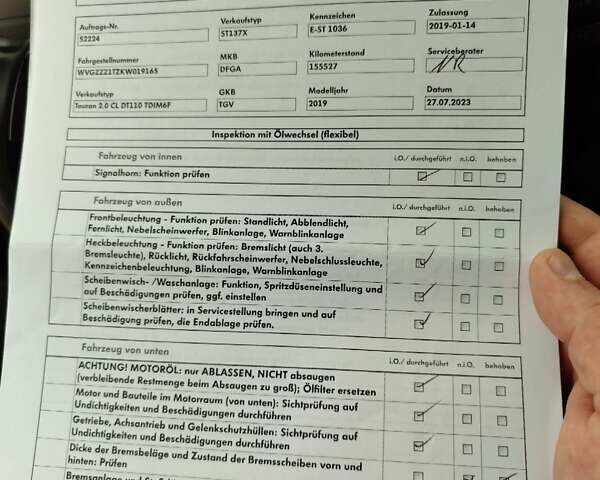 Auftrags-Nr. Verkaufstyp Kennzeichen Zulassung
52224 ST137X E-ST 1036 2019-01-14
Fahrgestellnummer MKB Kilometerstand Serviceberater
WVGZZZ1TZKW019165 DFGA 155527
Verkaufstyp GKB Modelljahr Datum
Touran 2.0 CL DT110 TDIM6F TGV 2019 27.07.2023
Inspektion mit Ölwechsel (flexibel)
Fahrzeug von innen i.O./ durchgeführt n.i.O. behoben
Signalhorn: Funktion prüfen
Fahrzeug von außen i.O./ durchgeführt n.i.O. behoben
Frontbeleuchtung - Funktion prüfen: Standlicht, Abblendlicht,
Fernlicht, Nebelscheinwerfer, Blinkanlage, Warnblinkanlage
Heckbeleuchtung - Funktion prüfen: Bremslicht (auch 3.
Bremsleuchte), Rücklicht, Rückfahrscheinwerfer, Nebelschlussleuchte,
Kennzeichenbeleuchtung, Blinkanlage, Warnblinkanlage
Scheibenwisch- /Waschanlage: Funktion, Spritzdüseneinstellung und
auf Beschädigungen prüfen, ggf. einstellen
Scheibenwischerblätter: in Servicestellung bringen und auf
Beschädigung prüfen, die Endablage prüfen.
Fahrzeug von unten i.O./ durchgeführt n.i.O. behoben
ACHTUNG! MOTORÖL: nur ABLASSEN, NICHT absaugen
(verbleibende Restmenge beim Absaugen zu groß); Ölfilter ersetzen
Motor und Bauteile im Motorraum (von unten): Sichtprüfung auf
Undichtigkeiten und Beschädigungen durchführen
Getriebe, Achsantrieb und Gelenkschutzhüllen: Sichtprüfung auf
Undichtigkeiten und Beschädigungen durchführen
Dicke der Bremsbeläge und Zustand der Bremsscheiben vorn und
hinten: Prüfen
Bremsanlage und